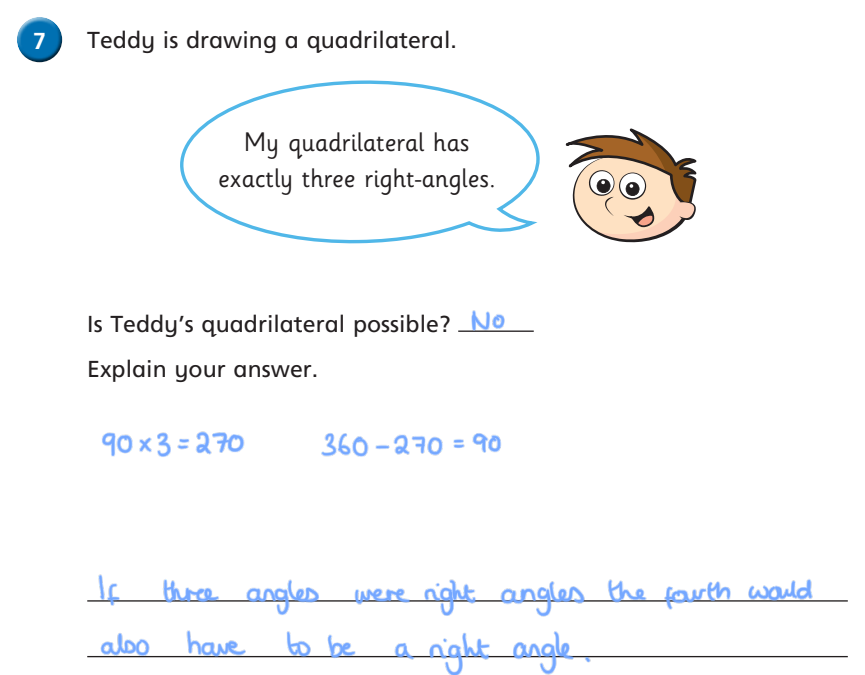 7 Teddy is drawing a quadrilateral.
My quadrilateral has
exactly three right-angles.
Is Teddy's quadrilateral possible? No
Explain your answer.
90 × 3 = 270 360 - 270 = 90
If three angles were right angles the fourth would
also have to be a right angle.